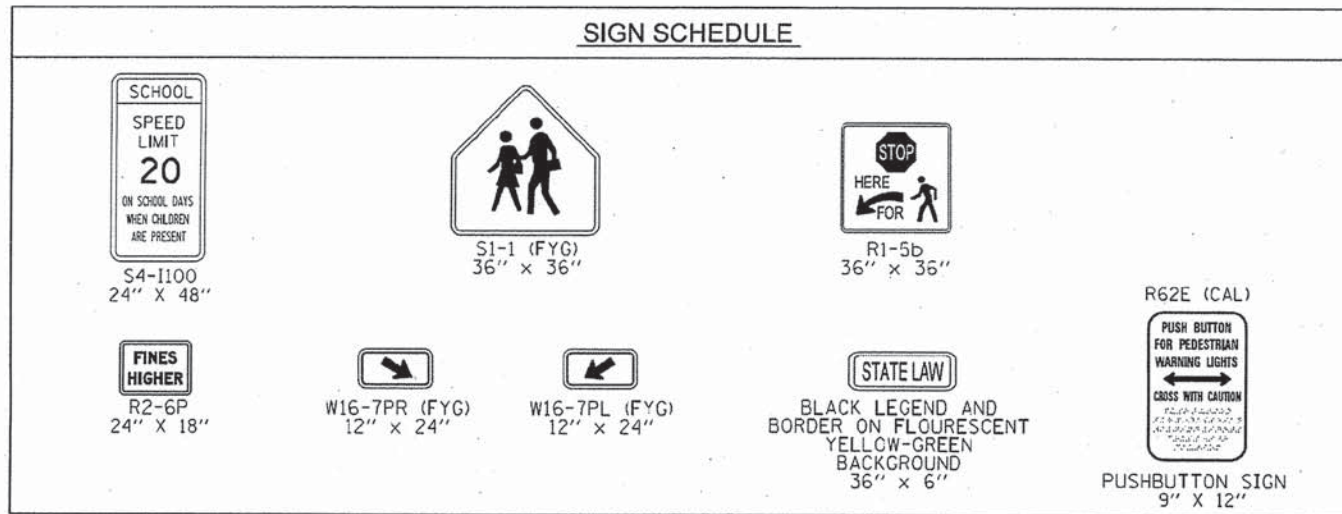 SIGN SCHEDULE
SCHOOL
SPEED
LIMIT
20
ON SCHOOL DAYS
WHEN CHILDREN
ARE PRESENT
S4-I100
24" X 48"
S1-1 (FYG)
36" x 36"
STOP
HERE
FOR
R1-5b
36" x 36"
FINES
HIGHER
R2-6P
24" X 18"
W16-7PR (FYG)
12" x 24"
W16-7PL (FYG)
12" x 24"
STATE LAW
BLACK LEGEND AND
BORDER ON FLOURESCENT
YELLOW-GREEN
BACKGROUND
36" x 6"
R62E (CAL)
PUSH BUTTON
FOR PEDESTRIAN
WARNING LIGHTS
CROSS WITH CAUTION
PUSHBUTTON SIGN
9" X 12"